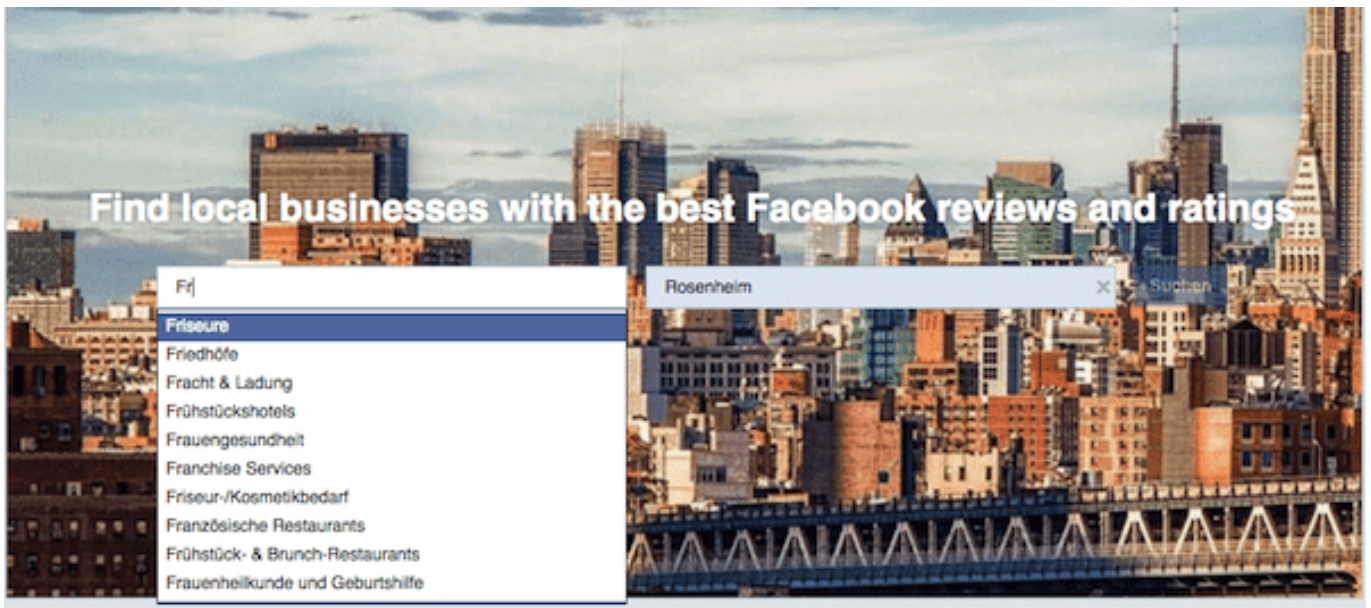 Find local businesses with the best Facebook reviews and ratings
Fr
Rosenheim
Suchen
Friseure
Friedhöfe
Fracht & Ladung
Frühstückshotels
Frauengesundheit
Franchise Services
Friseur-/Kosmetikbedarf
Französische Restaurants
Frühstück- & Brunch-Restaurants
Frauenheilkunde und Geburtshilfe